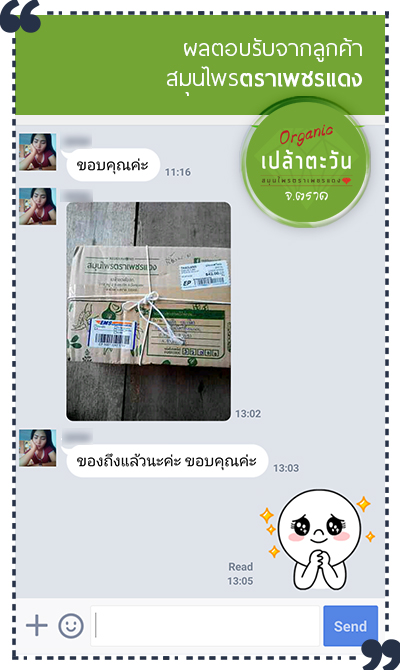 ผลตอบรับจากลูกค้า
สมุนไพรตราเพชรแดง
Organic
เปล้าตะวัน
สมุนไพรตราเพชรแดง
จ.ตราด
ขอบคุณค่ะ
11:16
สมุนไพรตราเพชรแดง
EP
EMS
13:02
ของถึงแล้วนะค่ะ ขอบคุณค่ะ
13:03
Read
13:05
Send